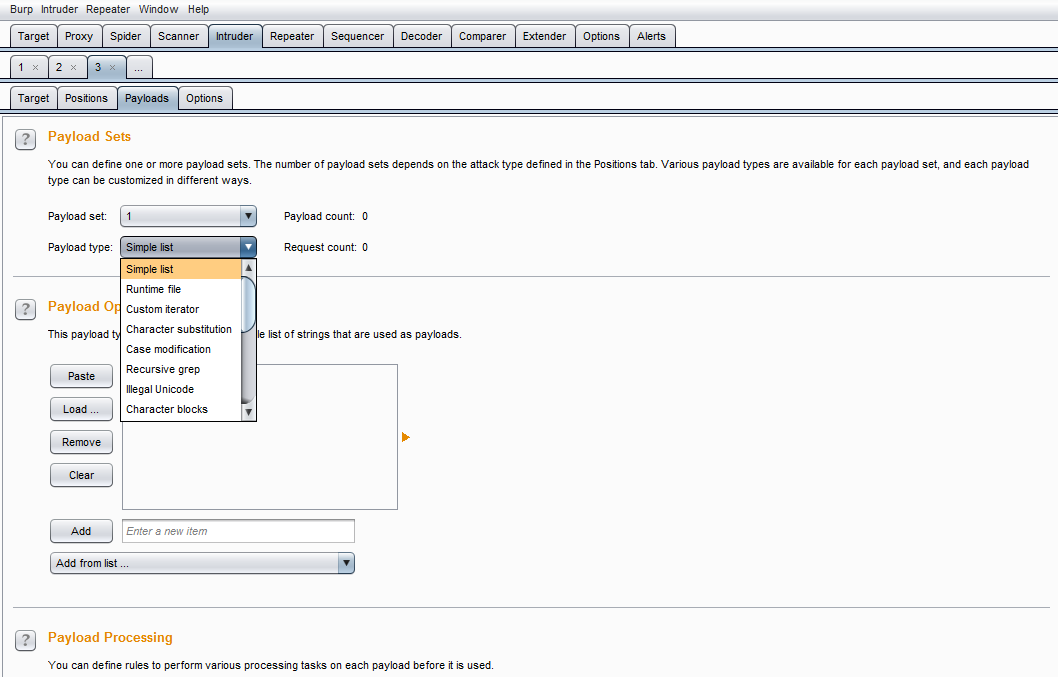 Burp Intruder Repeater Window Help
Target Proxy Spider Scanner Intruder Repeater Sequencer Decoder Comparer Extender Options Alerts
1 × 2 × 3 × ...
Target Positions Payloads Options
? Payload Sets
You can define one or more payload sets. The number of payload sets depends on the attack type defined in the Positions tab. Various payload types are available for each payload set, and each payload
type can be customized in different ways.
Payload set: 1 Payload count: 0
Payload type: Simple list Request count: 0
Simple list
Runtime file
Custom iterator
Character substitution
Case modification
Recursive grep
Illegal Unicode
Character blocks
? Payload Op
This payload ty le list of strings that are used as payloads.
Paste
Load ...
Remove
Clear
Add Enter a new item
Add from list ...
? Payload Processing
You can define rules to perform various processing tasks on each payload before it is used.